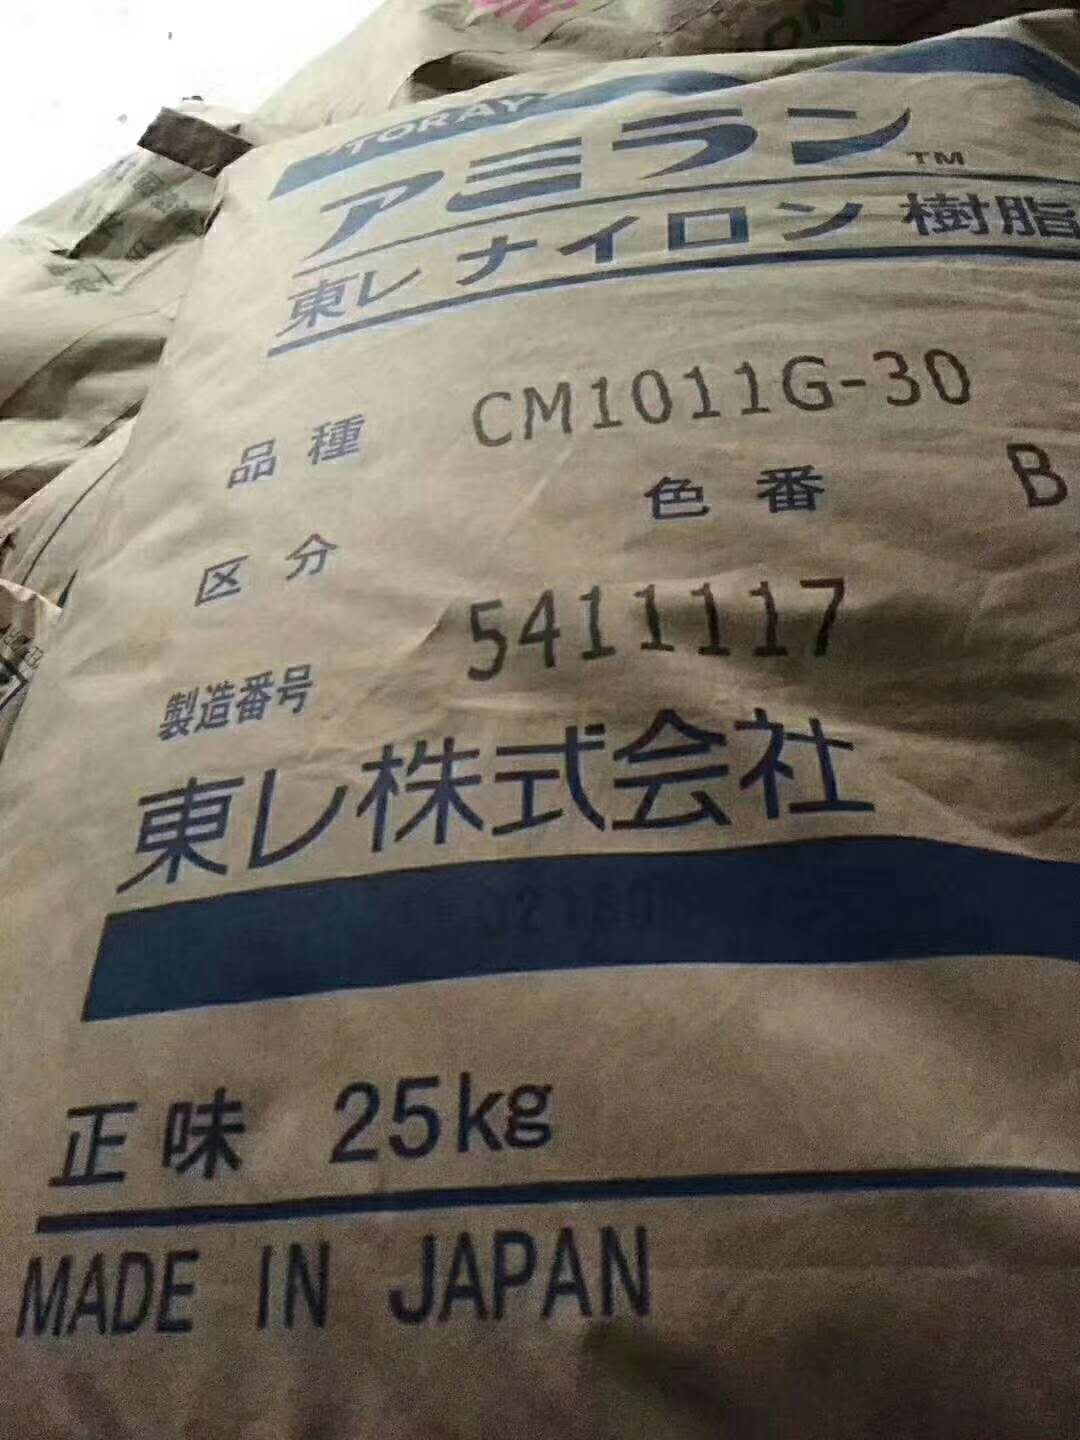 TORAY
アミラン™
東レ ナイロン 樹脂
品種 CM1011G-30
色番 B
区分
製造番号 5411117
東レ株式会社
正味 25kg
MADE IN JAPAN